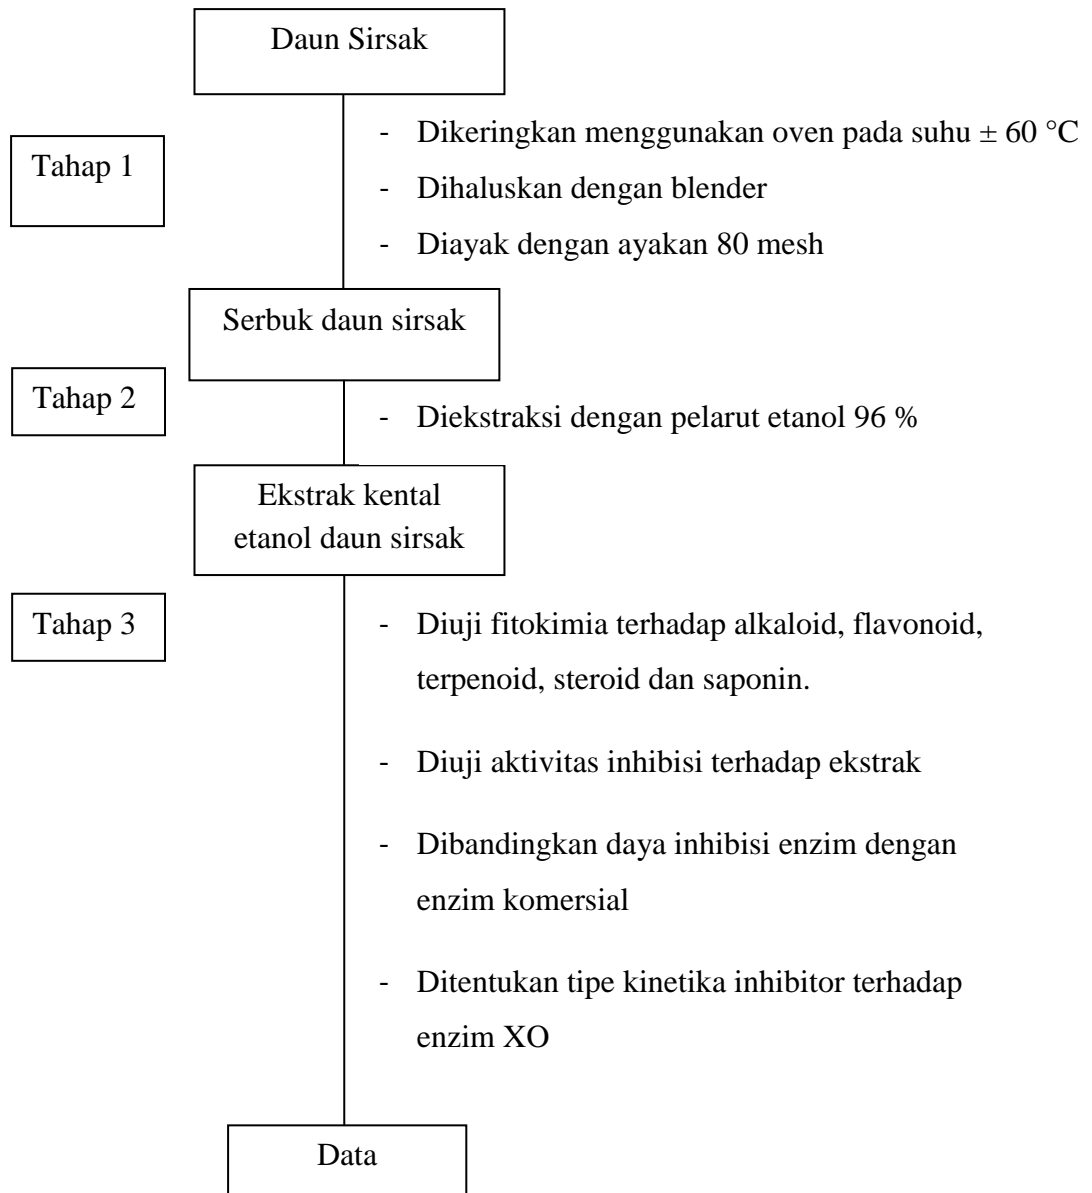 Daun Sirsak
Tahap 1
- Dikeringkan menggunakan oven pada suhu ± 60 °C
- Dihaluskan dengan blender
- Diayak dengan ayakan 80 mesh
Serbuk daun sirsak
Tahap 2
- Diekstraksi dengan pelarut etanol 96 %
Ekstrak kental
etanol daun sirsak
Tahap 3
- Diuji fitokimia terhadap alkaloid, flavonoid,
terpenoid, steroid dan saponin.
- Diuji aktivitas inhibisi terhadap ekstrak
- Dibandingkan daya inhibisi enzim dengan
enzim komersial
- Ditentukan tipe kinetika inhibitor terhadap
enzim XO
Data